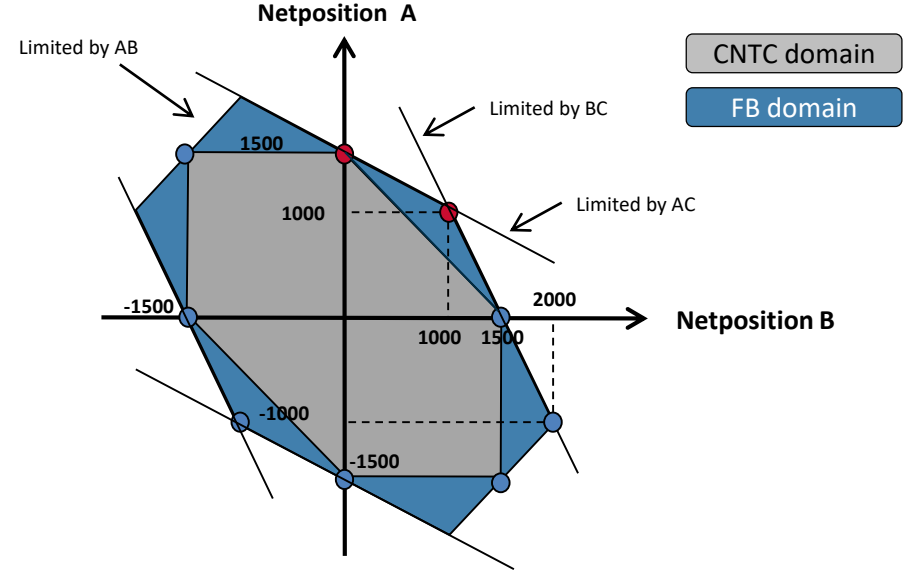 Netposition A
Limited by AB
CNTC domain
FB domain
Limited by BC
1500
1000
Limited by AC
-1500
2000
1000
1500
Netposition B
-1000
-1500